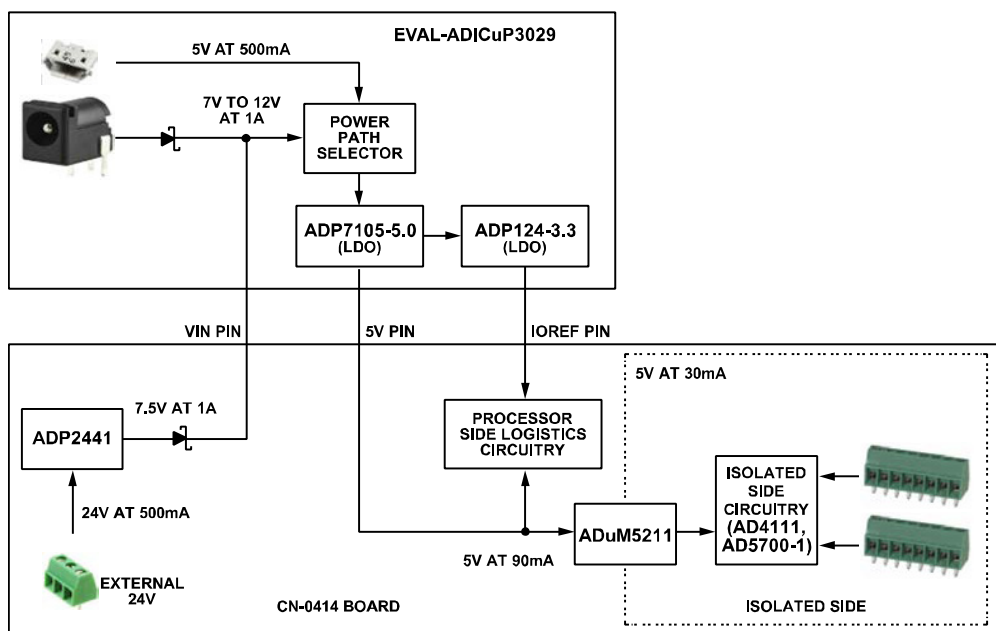 EVAL-ADICuP3029
5V AT 500mA
7V TO 12V
AT 1A
POWER
PATH
SELECTOR
ADP7105-5.0
(LDO)
ADP124-3.3
(LDO)
VIN PIN
5V PIN
IOREF PIN
5V AT 30mA
7.5V AT 1A
ADP2441
PROCESSOR
SIDE LOGISTICS
CIRCUITRY
ISOLATED
SIDE
CIRCUITRY
(AD4111,
AD5700-1)
24V AT 500mA
ADuM5211
5V AT 90mA
EXTERNAL
24V
CN-0414 BOARD
ISOLATED SIDE